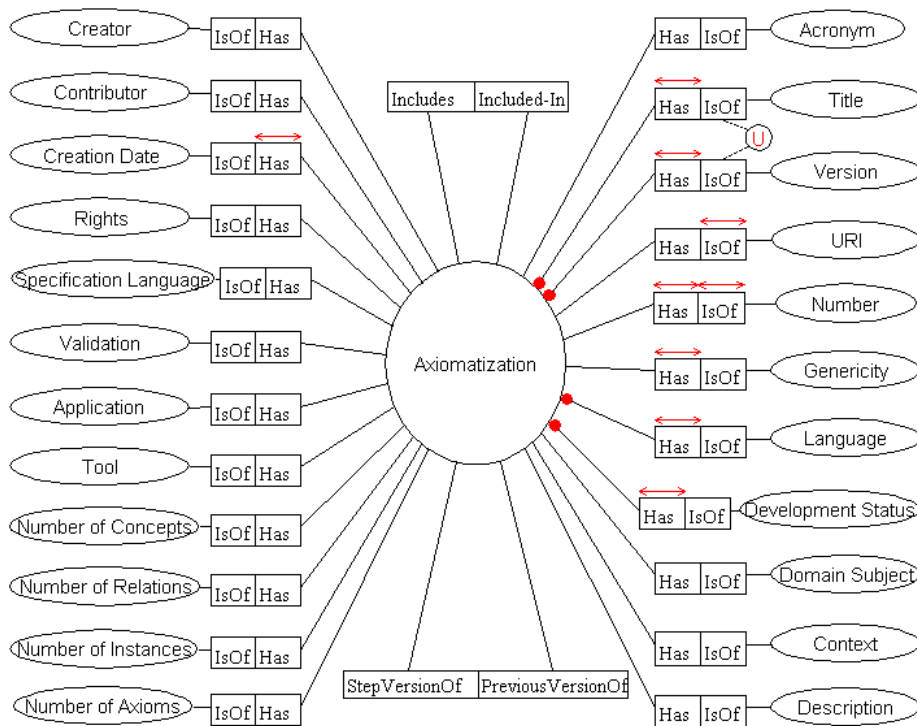 Creator
IsOf Has
Has IsOf
Acronym
Contributor
IsOf Has
Includes Included-In
Has IsOf
Title
U
Creation Date
IsOf Has
Has IsOf
Version
Rights
IsOf Has
Has IsOf
URI
Specification Language
IsOf Has
Has IsOf
Number
Validation
IsOf Has
Axiomatization
Has IsOf
Genericity
Application
IsOf Has
Has IsOf
Language
Tool
IsOf Has
Has IsOf
Development Status
Number of Concepts
IsOf Has
Has IsOf
Domain Subject
Number of Relations
IsOf Has
Has IsOf
Context
Number of Instances
IsOf Has
StepVersionOf PreviousVersionOf
Number of Axioms
IsOf Has
Has IsOf
Description